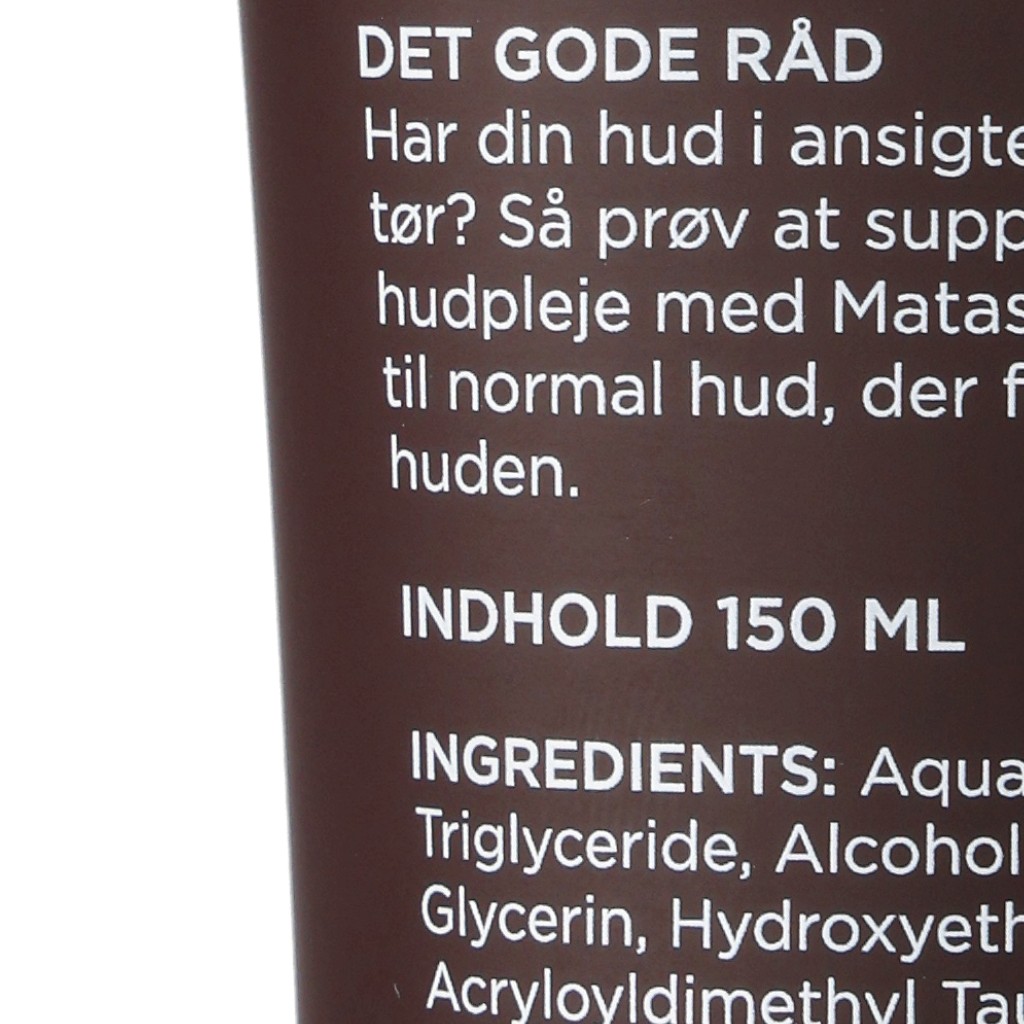 DET GODE RÅD
Har din hud i ansigte
tør? Så prøv at supp
hudpleje med Matas
til normal hud, der f
huden.
INDHOLD 150 ML
INGREDIENTS: Aqua
Triglyceride, Alcohol
Glycerin, Hydroxyeth
Acryloyldimethyl Tau